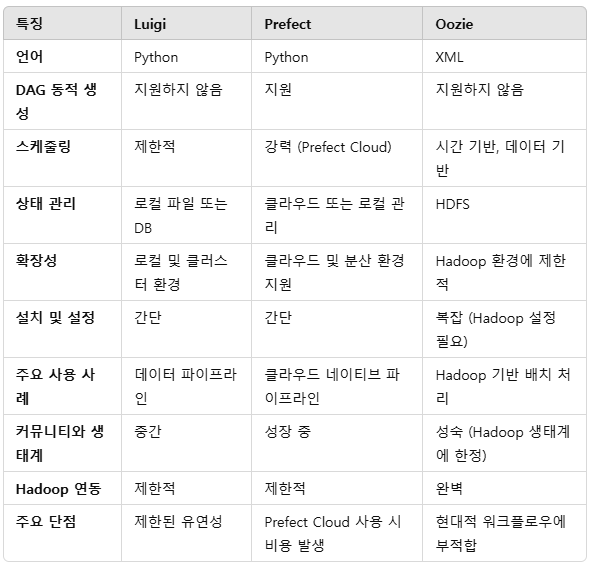 특징 Luigi Prefect Oozie
언어 Python Python XML
DAG 동적 생성 지원하지 않음 지원 지원하지 않음
스케줄링 제한적 강력 (Prefect Cloud) 시간 기반, 데이터 기반
상태 관리 로컬 파일 또는 DB 클라우드 또는 로컬 관리 HDFS
확장성 로컬 및 클러스터 환경 클라우드 및 분산 환경 지원 Hadoop 환경에 제한적
설치 및 설정 간단 간단 복잡 (Hadoop 설정 필요)
주요 사용 사례 데이터 파이프라인 클라우드 네이티브 파이프라인 Hadoop 기반 배치 처리
커뮤니티와 생태계 중간 성장 중 성숙 (Hadoop 생태계에 한정)
Hadoop 연동 제한적 제한적 완벽
주요 단점 제한된 유연성 Prefect Cloud 사용 시 비용 발생 현대적 워크플로우에 부적합